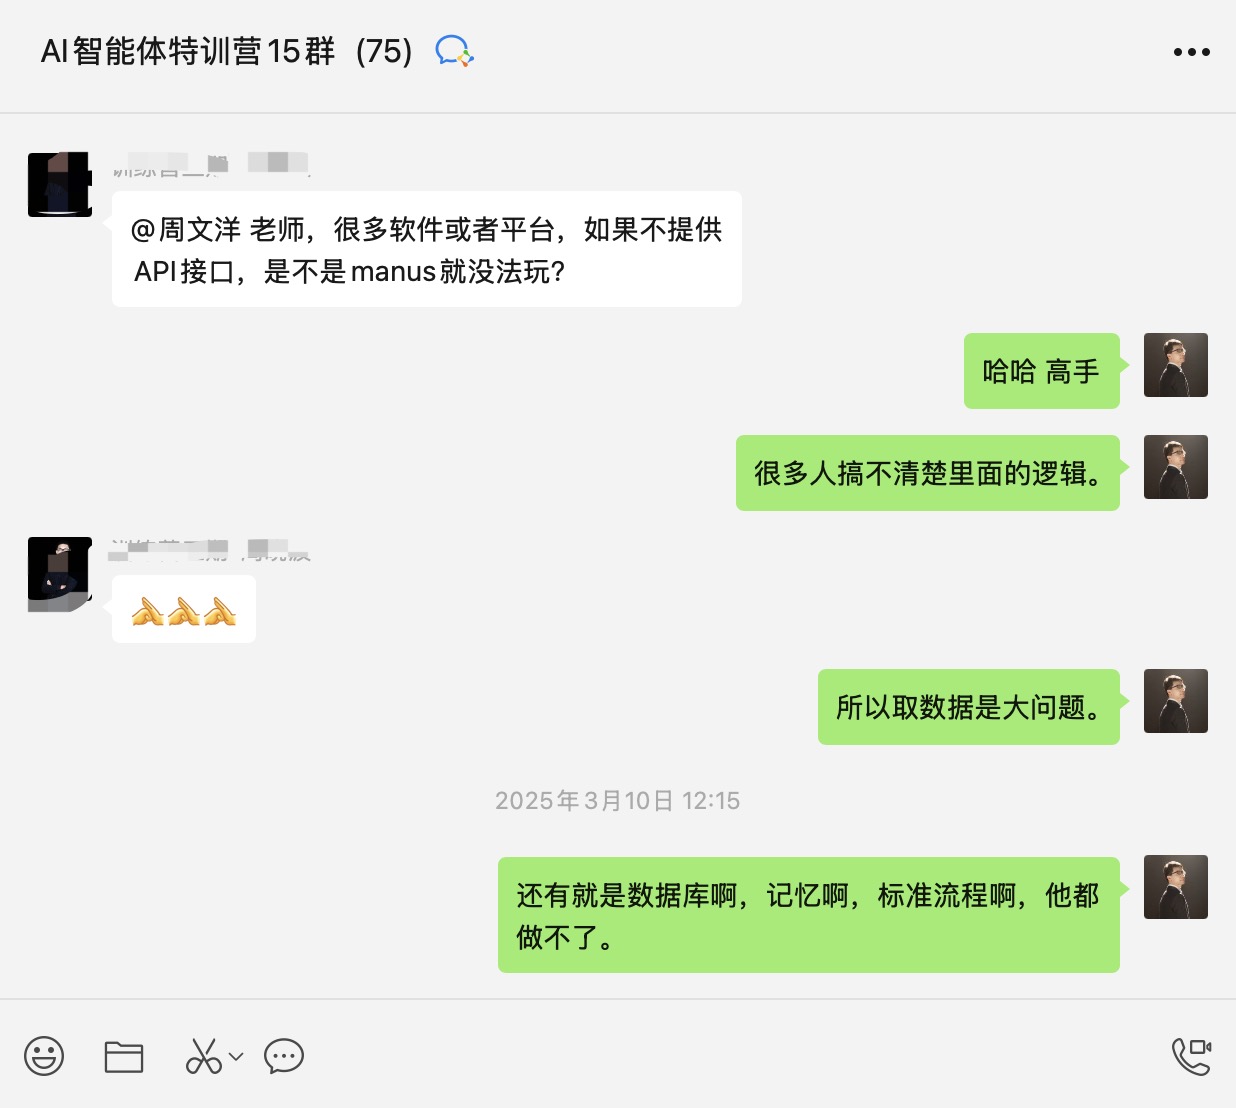 AI智能体特训营15群 (75)
@周文洋 老师，很多软件或者平台，如果不提供
API接口，是不是manus就没法玩？
哈哈 高手
很多人搞不清楚里面的逻辑。
所以取数据是大问题。
2025年3月10日 12:15
还有就是数据库啊，记忆啊，标准流程啊，他都
做不了。